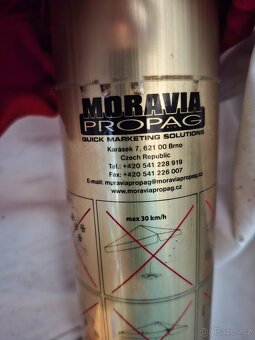 MORAVIA
PROPAG
QUICK MARKETING SOLUTIONS
Karásek 7, 621 00 Brno
Czech Republic
Tel.: +420 541 228 919
Fax: +420 541 226 007
E-mail: moraviapropag@moraviapropag.cz
www.moraviapropag.cz
max 30 km/h